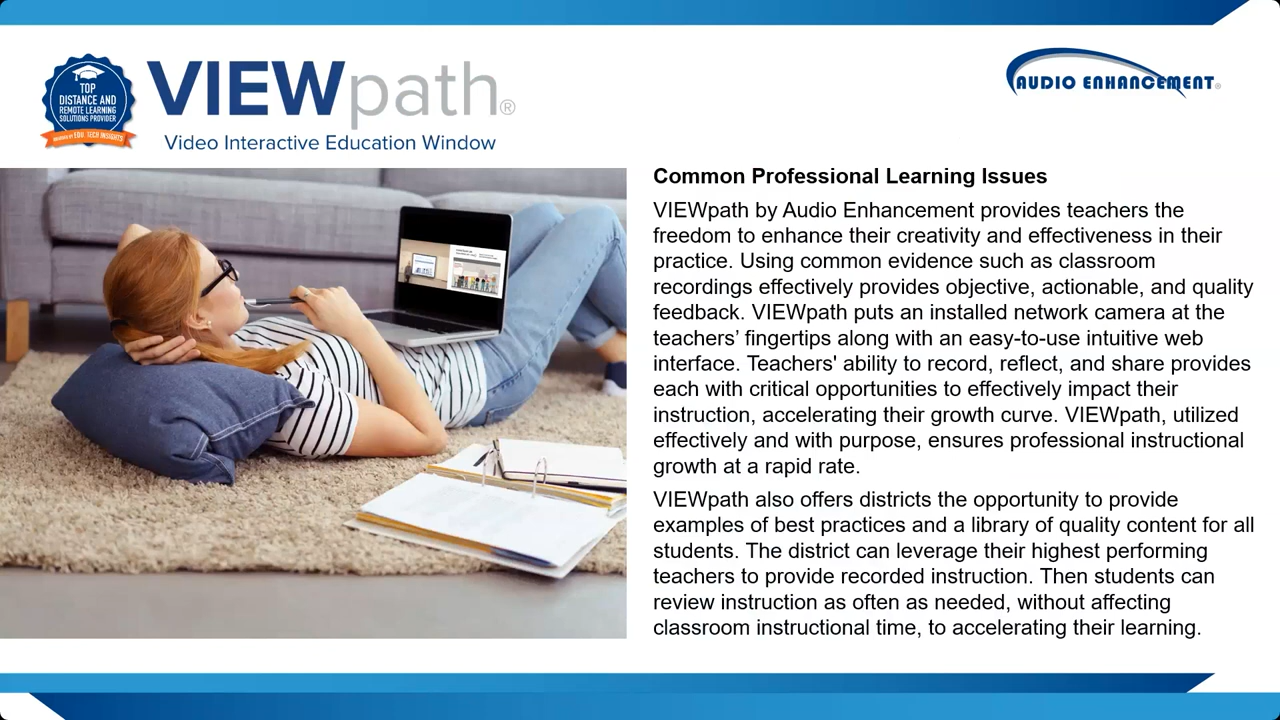 TOP
DISTANCE AND
REMOTE LEARNING
SOLUTIONS PROVIDER
EDU. TECH INSIGHTS
VIEWpath®
Video Interactive Education Window
AUDIO ENHANCEMENT®
Common Professional Learning Issues
VIEWpath by Audio Enhancement provides teachers the
freedom to enhance their creativity and effectiveness in their
practice. Using common evidence such as classroom
recordings effectively provides objective, actionable, and quality
feedback. VIEWpath puts an installed network camera at the
teachers’ fingertips along with an easy-to-use intuitive web
interface. Teachers' ability to record, reflect, and share provides
each with critical opportunities to effectively impact their
instruction, accelerating their growth curve. VIEWpath, utilized
effectively and with purpose, ensures professional instructional
growth at a rapid rate.
VIEWpath also offers districts the opportunity to provide
examples of best practices and a library of quality content for all
students. The district can leverage their highest performing
teachers to provide recorded instruction. Then students can
review instruction as often as needed, without affecting
classroom instructional time, to accelerating their learning.